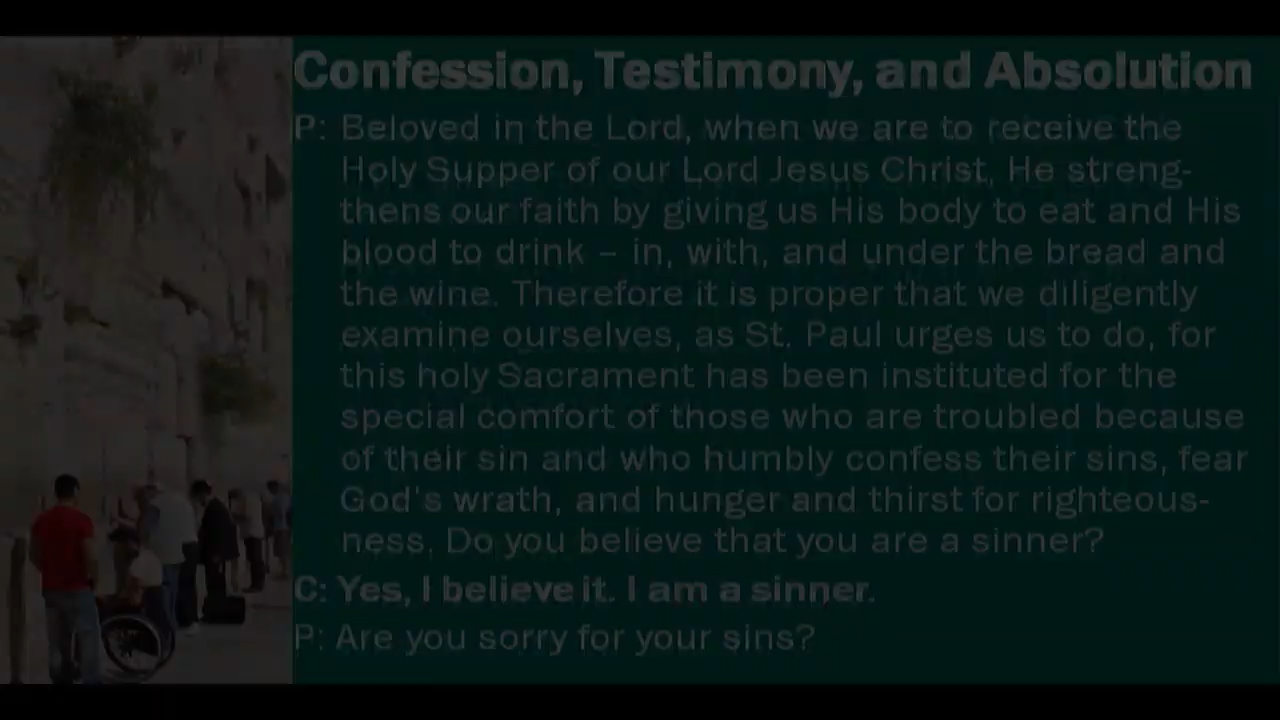 Confession, Testimony, and Absolution
P: Beloved in the Lord, when we are to receive the
Holy Supper of our Lord Jesus Christ, He streng-
thens our faith by giving us His body to eat and His
blood to drink – in, with, and under the bread and
the wine. Therefore it is proper that we diligently
examine ourselves, as St. Paul urges us to do, for
this holy Sacrament has been instituted for the
special comfort of those who are troubled because
of their sin and who humbly confess their sins, fear
God's wrath, and hunger and thirst for righteous-
ness. Do you believe that you are a sinner?
C: Yes, I believe it. I am a sinner.
P: Are you sorry for your sins?